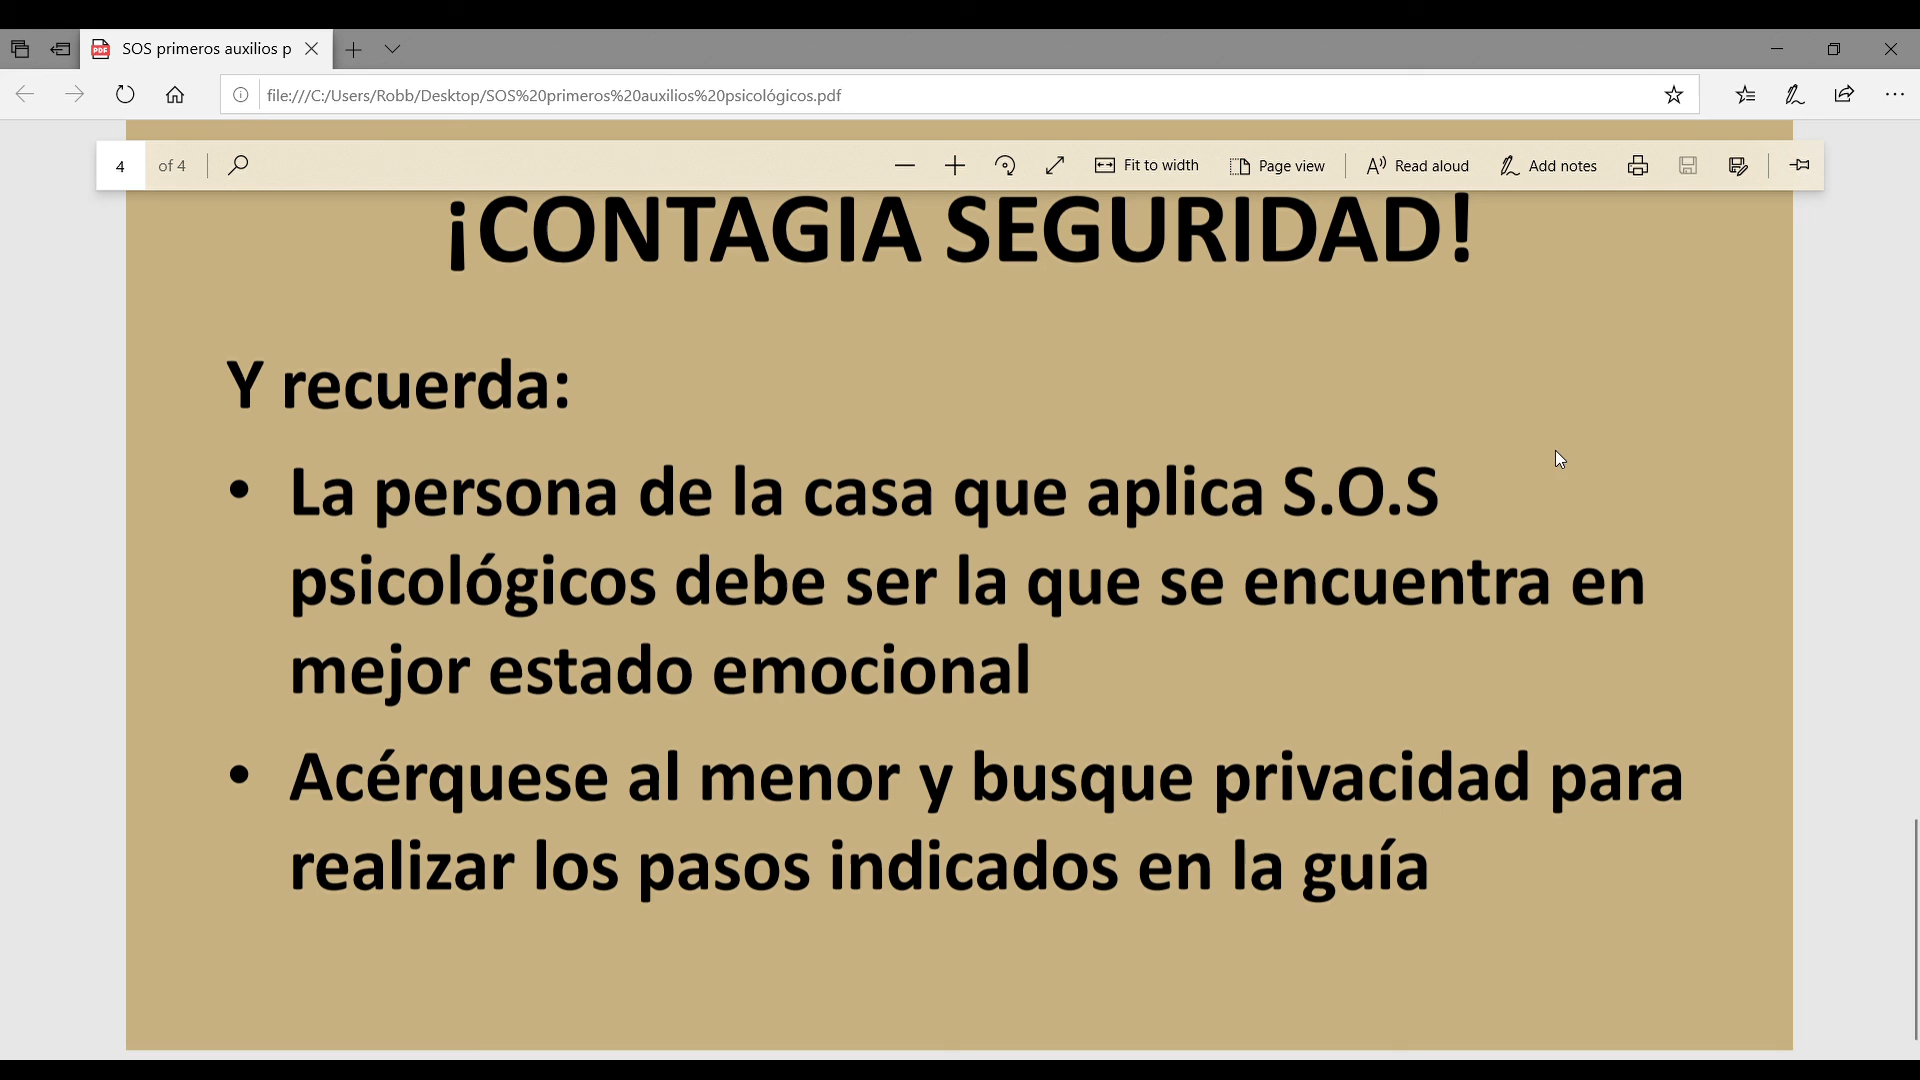 SOS primeros auxilios p
file:///C:/Users/Robb/Desktop/SOS%20primeros%20auxilios%20psicológicos.pdf
4 of 4 Fit to width Page view Read aloud Add notes
¡CONTAGIA SEGURIDAD!
Y recuerda:
• La persona de la casa que aplica S.O.S
psicológicos debe ser la que se encuentra en
mejor estado emocional
• Acérquese al menor y busque privacidad para
realizar los pasos indicados en la guía